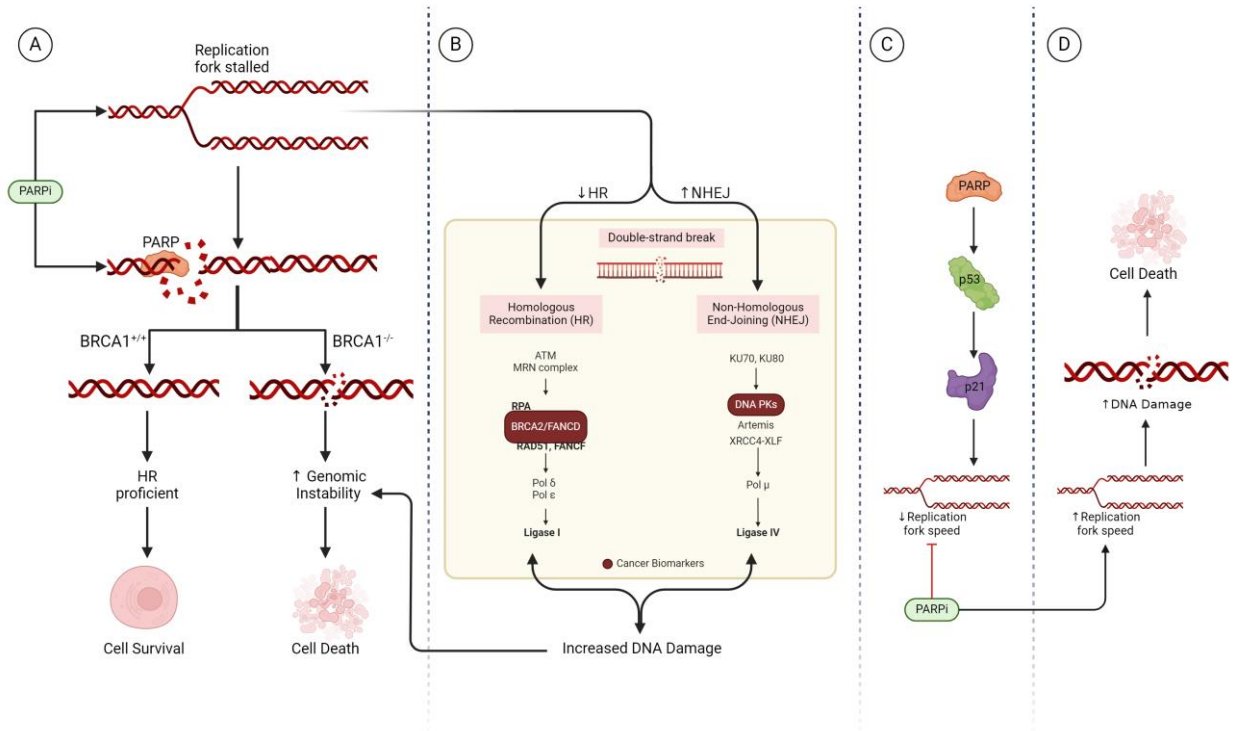 A
Replication
fork stalled
PARPi
PARP
BRCA1+/+
BRCA1-/-
HR
proficient
↑ Genomic
Instability
Cell Survival
Cell Death
B
↓HR
↑NHEJ
Double-strand break
Homologous
Recombination (HR)
Non-Homologous
End-Joining (NHEJ)
ATM
MRN complex
RPA
BRCA2/FANCD
RAD51, FANCF
Pol δ
Pol ε
Ligase I
KU70, KU80
DNA PKs
Artemis
XRCC4-XLF
Pol μ
Ligase IV
Cancer Biomarkers
Increased DNA Damage
C
PARP
p53
p21
↓Replication
fork speed
PARPi
D
Cell Death
↑DNA Damage
↑Replication
fork speed